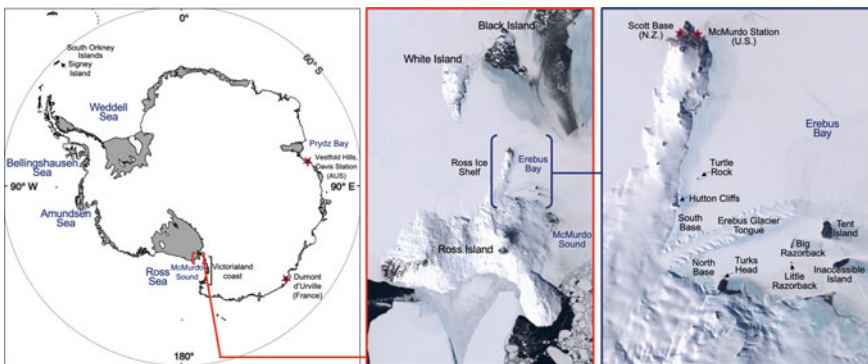 0°
60° S
South Orkney
Islands
Signey
Island
Weddell
Sea
Prydz Bay
Vestfold Hills,
Davis Station
(AUS)
Bellingshausen
Sea
90° W
90° E
Amundsen
Sea
Ross
Sea
McMurdo
Sound
Victorialand
coast
Dumont
d'Urville
(France)
180°
Black Island
White Island
Ross Ice
Shelf
Erebus
Bay
McMurdo
Sound
Ross Island
Scott Base
(N.Z.)
McMurdo Station
(U.S.)
Erebus
Bay
Turtle
Rock
Hutton Cliffs
South
Base
Erebus Glacier
Tongue
Tent
Island
Big
Razorback
North
Base
Turks
Head
Little
Razorback
Inaccessible
Island